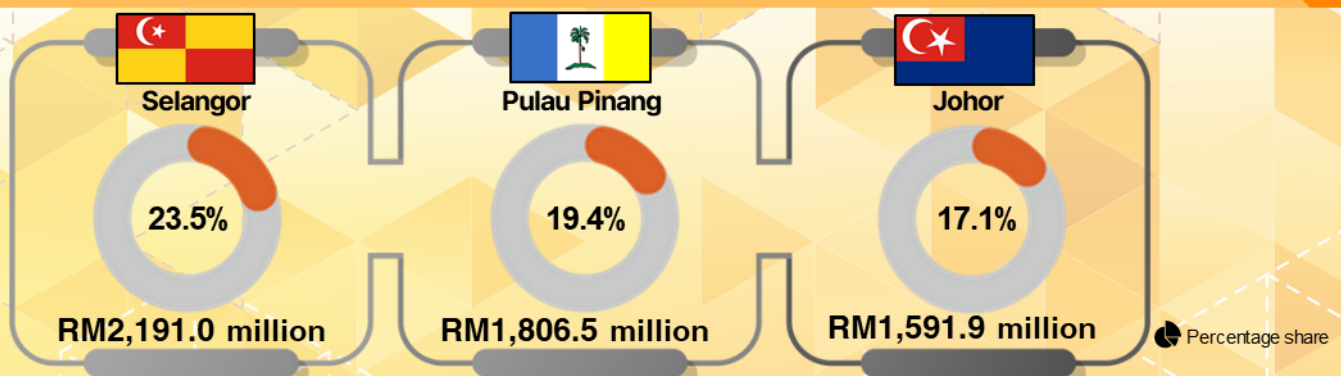 Selangor
23.5%
RM2,191.0 million
Pulau Pinang
19.4%
RM1,806.5 million
Johor
17.1%
RM1,591.9 million
Percentage share